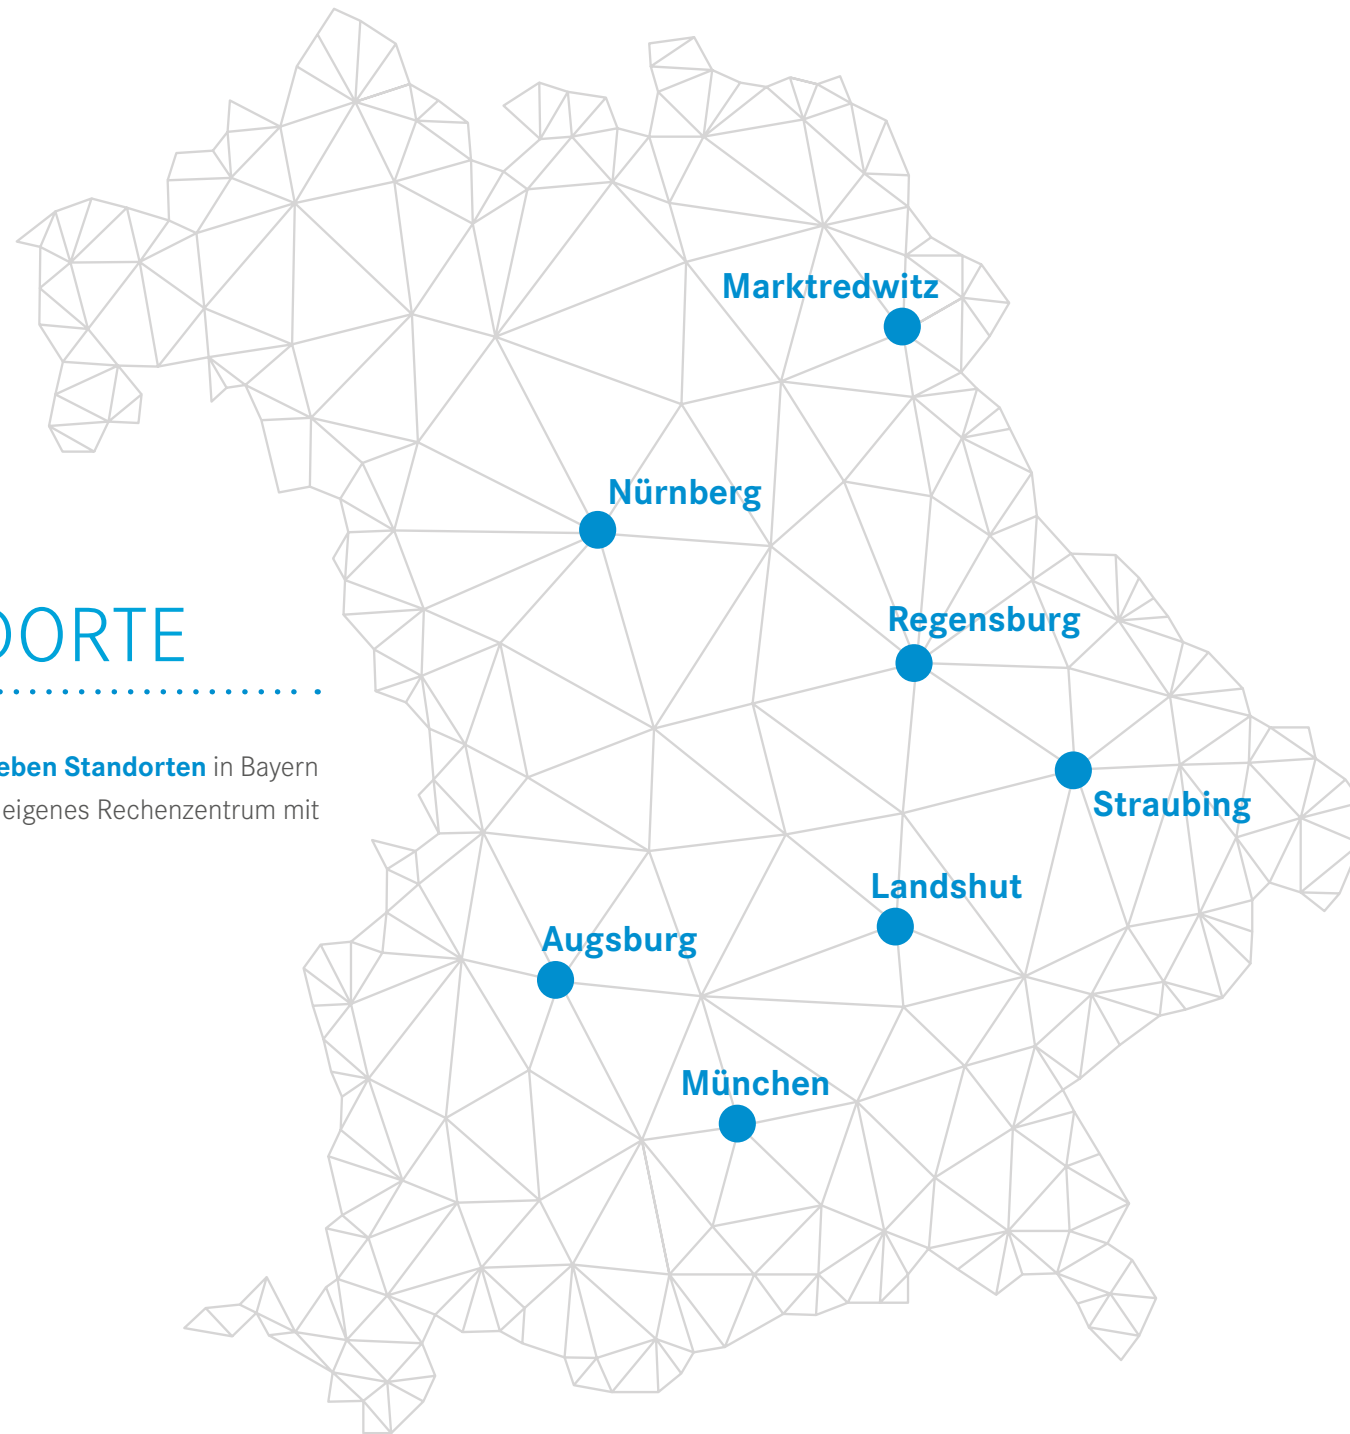 Marktredwitz
Nürnberg
DORTE
Regensburg
eben Standorten in Bayern
eigenes Rechenzentrum mit
Straubing
Landshut
Augsburg
München